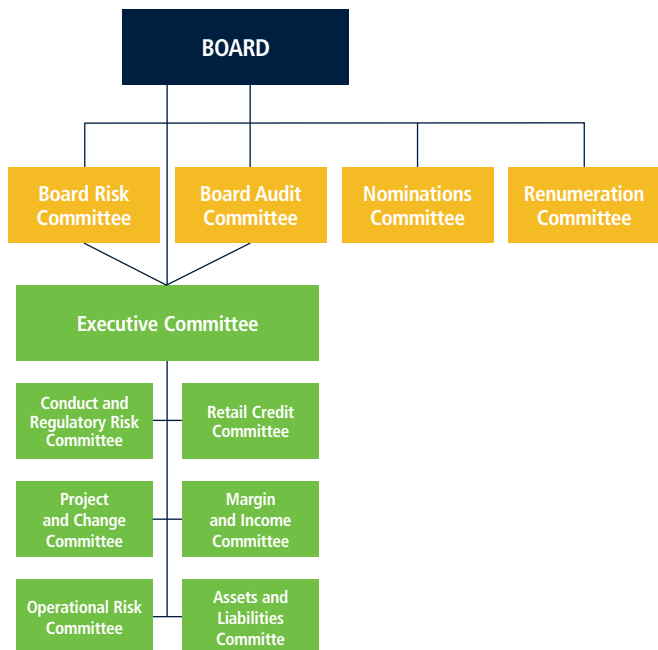 BOARD
Board Risk
Committee
Board Audit
Committee
Nominations
Committee
Renumeration
Committee
Executive Committee
Conduct and
Regulatory Risk
Committee
Retail Credit
Committee
Project
and Change
Committee
Margin
and Income
Committee
Operational Risk
Committee
Assets and
Liabilities
Committe